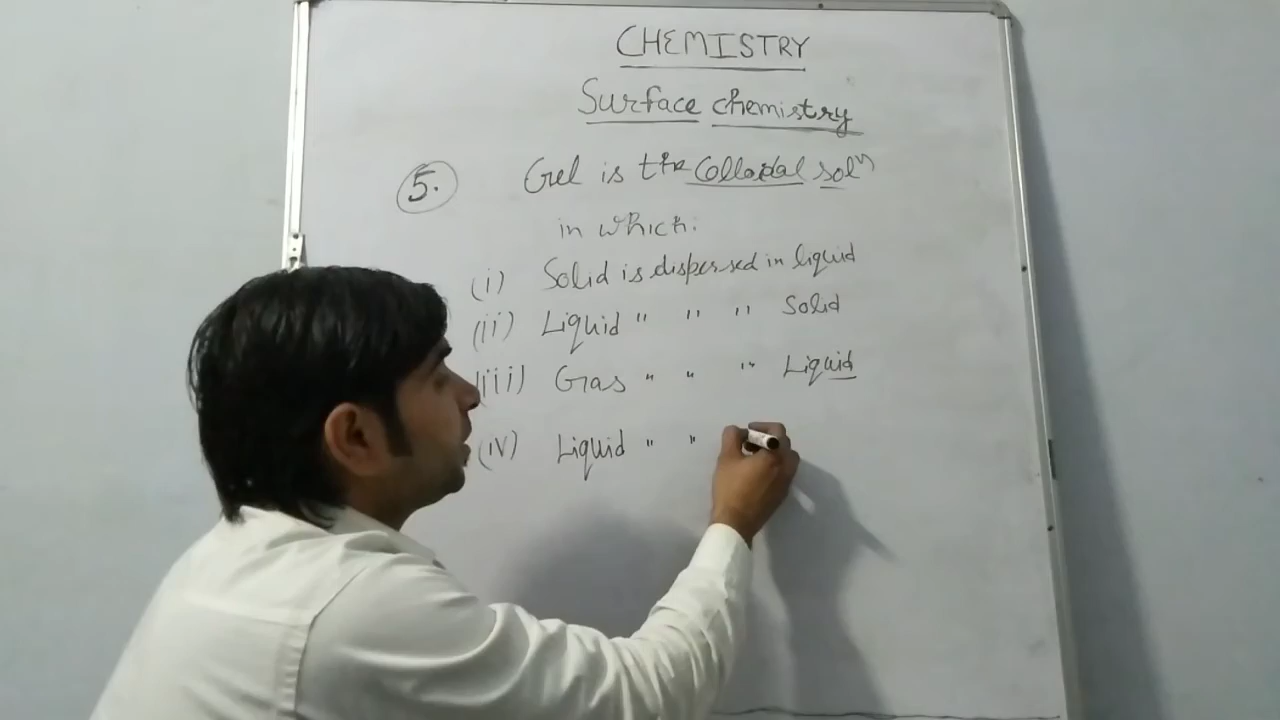 CHEMISTRY
Surface chemistry
5. Gel is the Colloidal solⁿ
in which:
(i) Solid is dispersed in liquid
(ii) Liquid " " " Solid
(iii) Gas " " " Liquid
(iv) Liquid " "